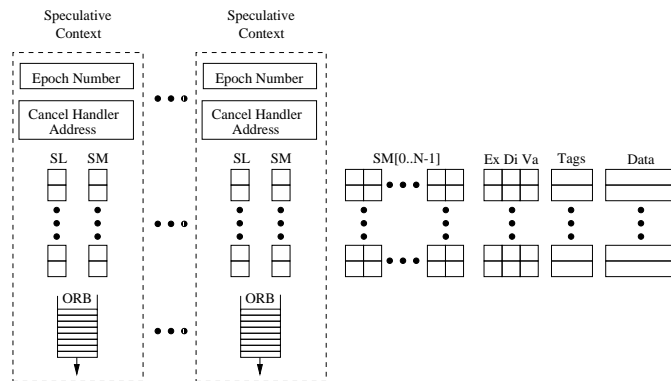 Speculative
Context
Epoch Number
Cancel Handler
Address
SL SM
ORB
Speculative
Context
Epoch Number
Cancel Handler
Address
SL SM
ORB
SM[0..N-1]
Ex Di Va
Tags
Data